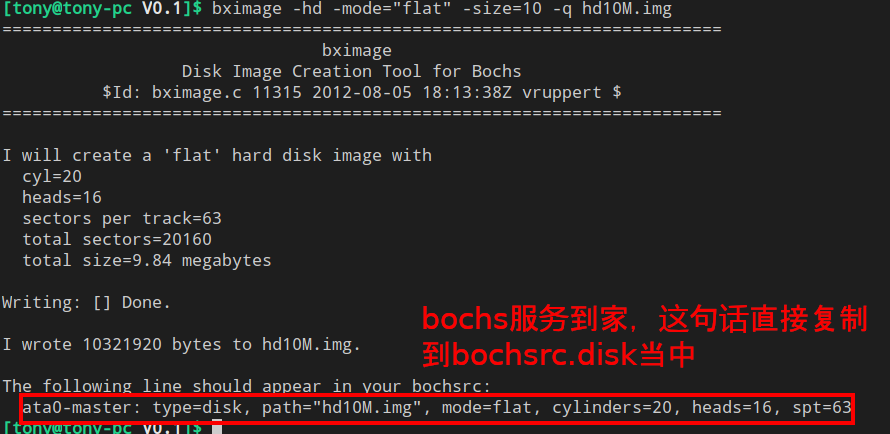 [tony@tony-pc V0.1]$ bximage -hd -mode="flat" -size=10 -q hd10M.img
========================================================================
bximage
Disk Image Creation Tool for Bochs
$Id: bximage.c 11315 2012-08-05 18:13:38Z vruppert $
========================================================================
I will create a 'flat' hard disk image with
cyl=20
heads=16
sectors per track=63
total sectors=20160
total size=9.84 megabytes
Writing: [] Done.
I wrote 10321920 bytes to hd10M.img.
bochs服务到家，这句话直接复制
到bochsrc.disk当中
The following line should appear in your bochsrc:
ata0-master: type=disk, path="hd10M.img", mode=flat, cylinders=20, heads=16, spt=63
[tony@tony-pc V0.1]$